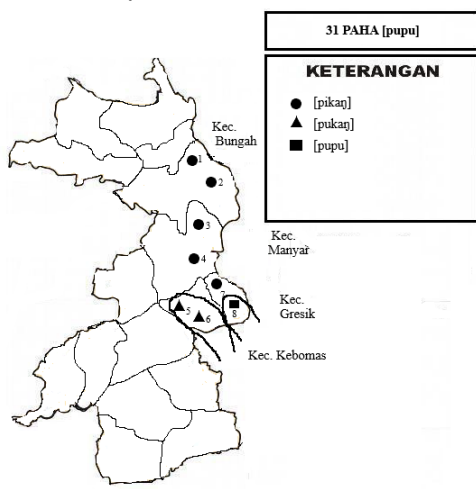 31 PAHA [pupu]
KETERANGAN
[pikaŋ]
[pukaŋ]
[pupu]
Kec.
Bungah
1
2
3
Kec.
Manyar
4
7
Kec.
Gresik
5
6
8
Kec. Kebomas